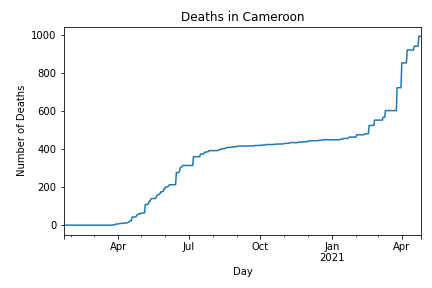 Deaths in Cameroon
Number of Deaths
1000
800
600
400
200
0
Apr
Jul
Oct
Jan
2021
Apr
Day